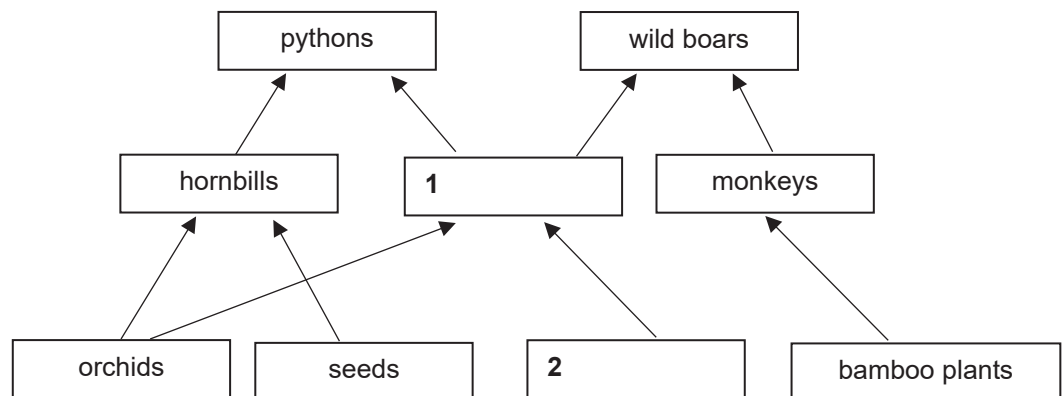 pythons
wild boars
hornbills
1
monkeys
orchids
seeds
2
bamboo plants